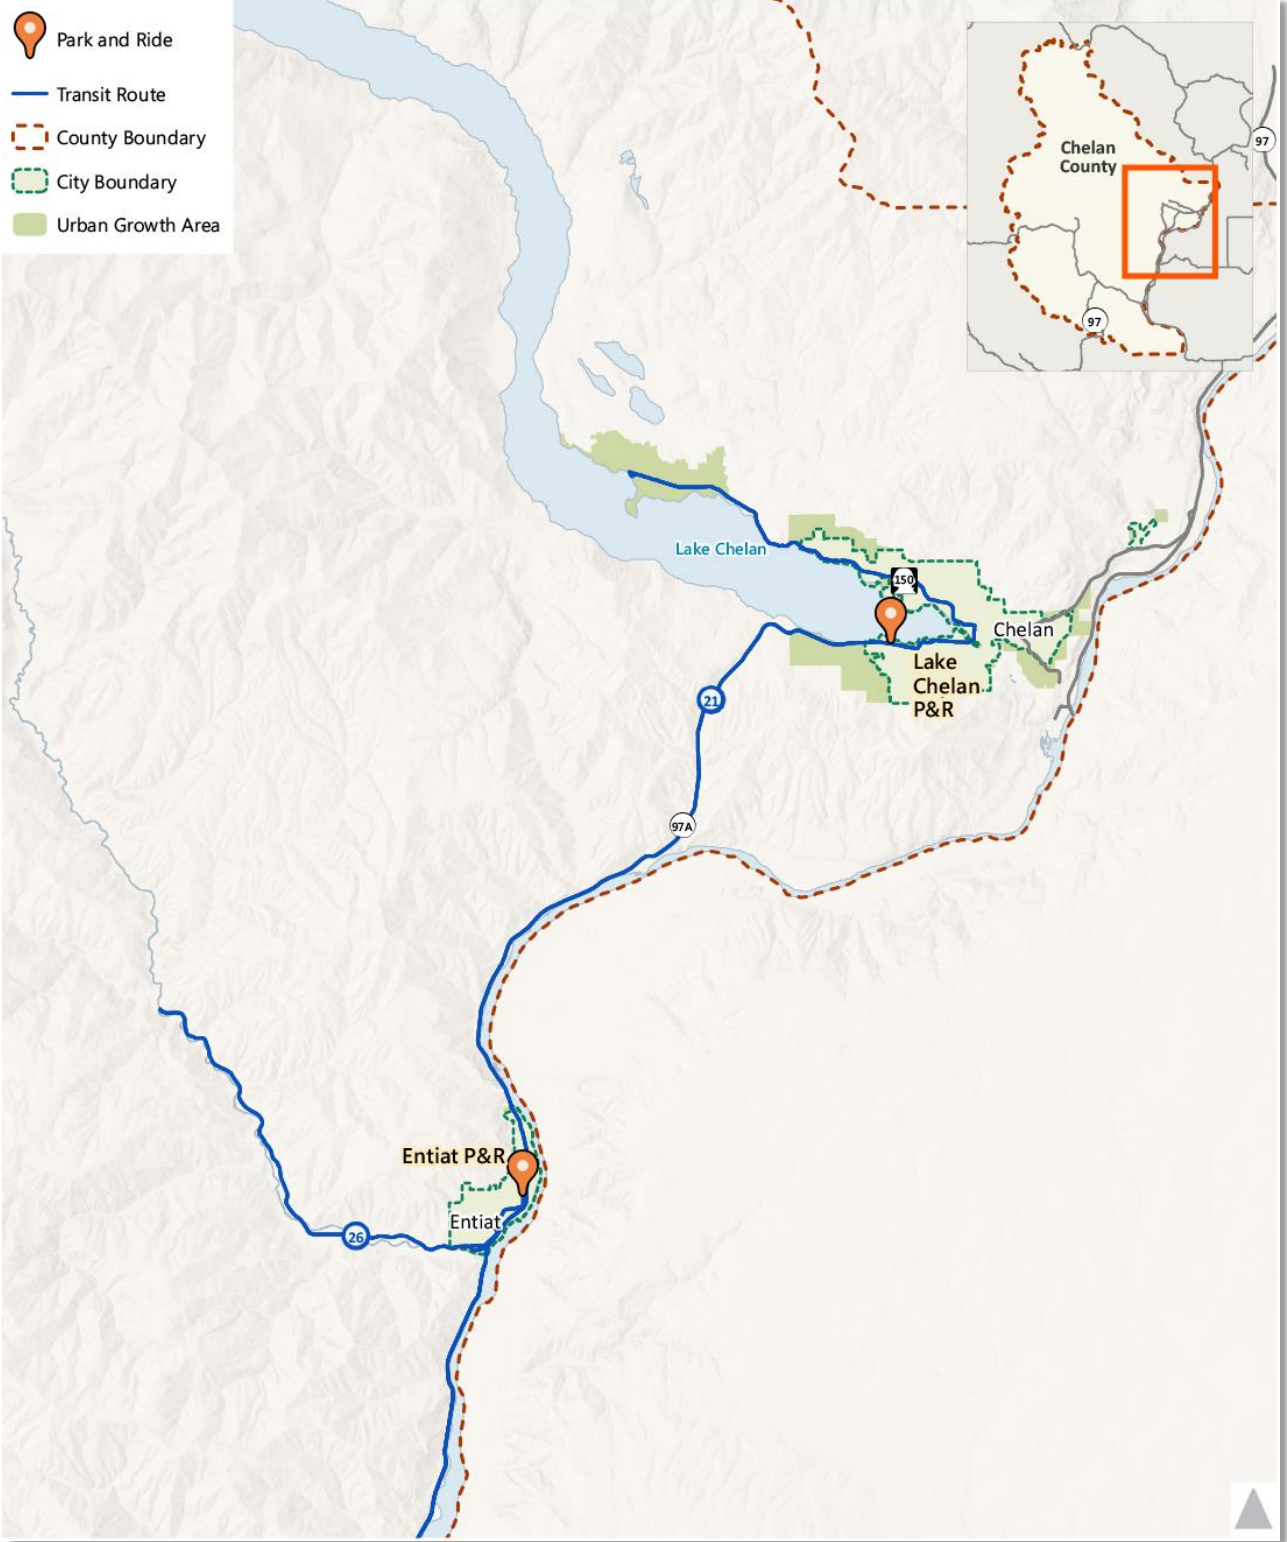 Park and Ride
Transit Route
County Boundary
City Boundary
Urban Growth Area
Chelan
County
97
97
Lake Chelan
150
Chelan
Lake
Chelan
P&R
21
97A
Entiat P&R
Entiat
26